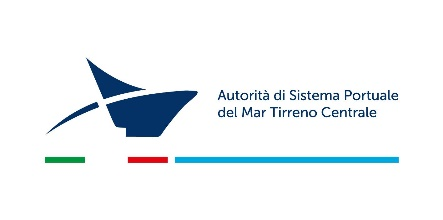 Autorità di Sistema Portuale
del Mar Tirreno Centrale